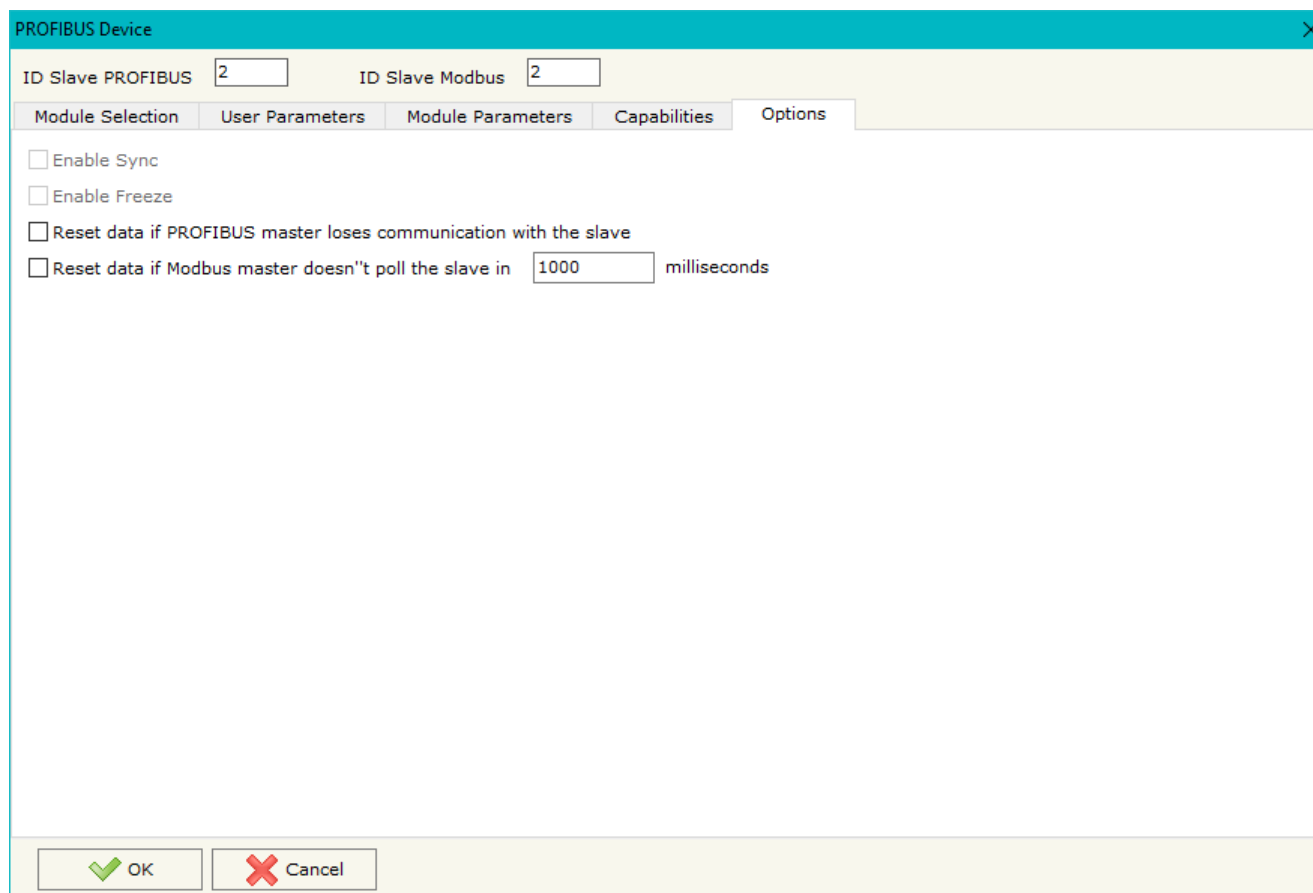 PROFIBUS Device
ID Slave PROFIBUS 2 ID Slave Modbus 2
Module Selection User Parameters Module Parameters Capabilities Options
Enable Sync
Enable Freeze
Reset data if PROFIBUS master loses communication with the slave
Reset data if Modbus master doesn''t poll the slave in 1000 milliseconds
OK Cancel